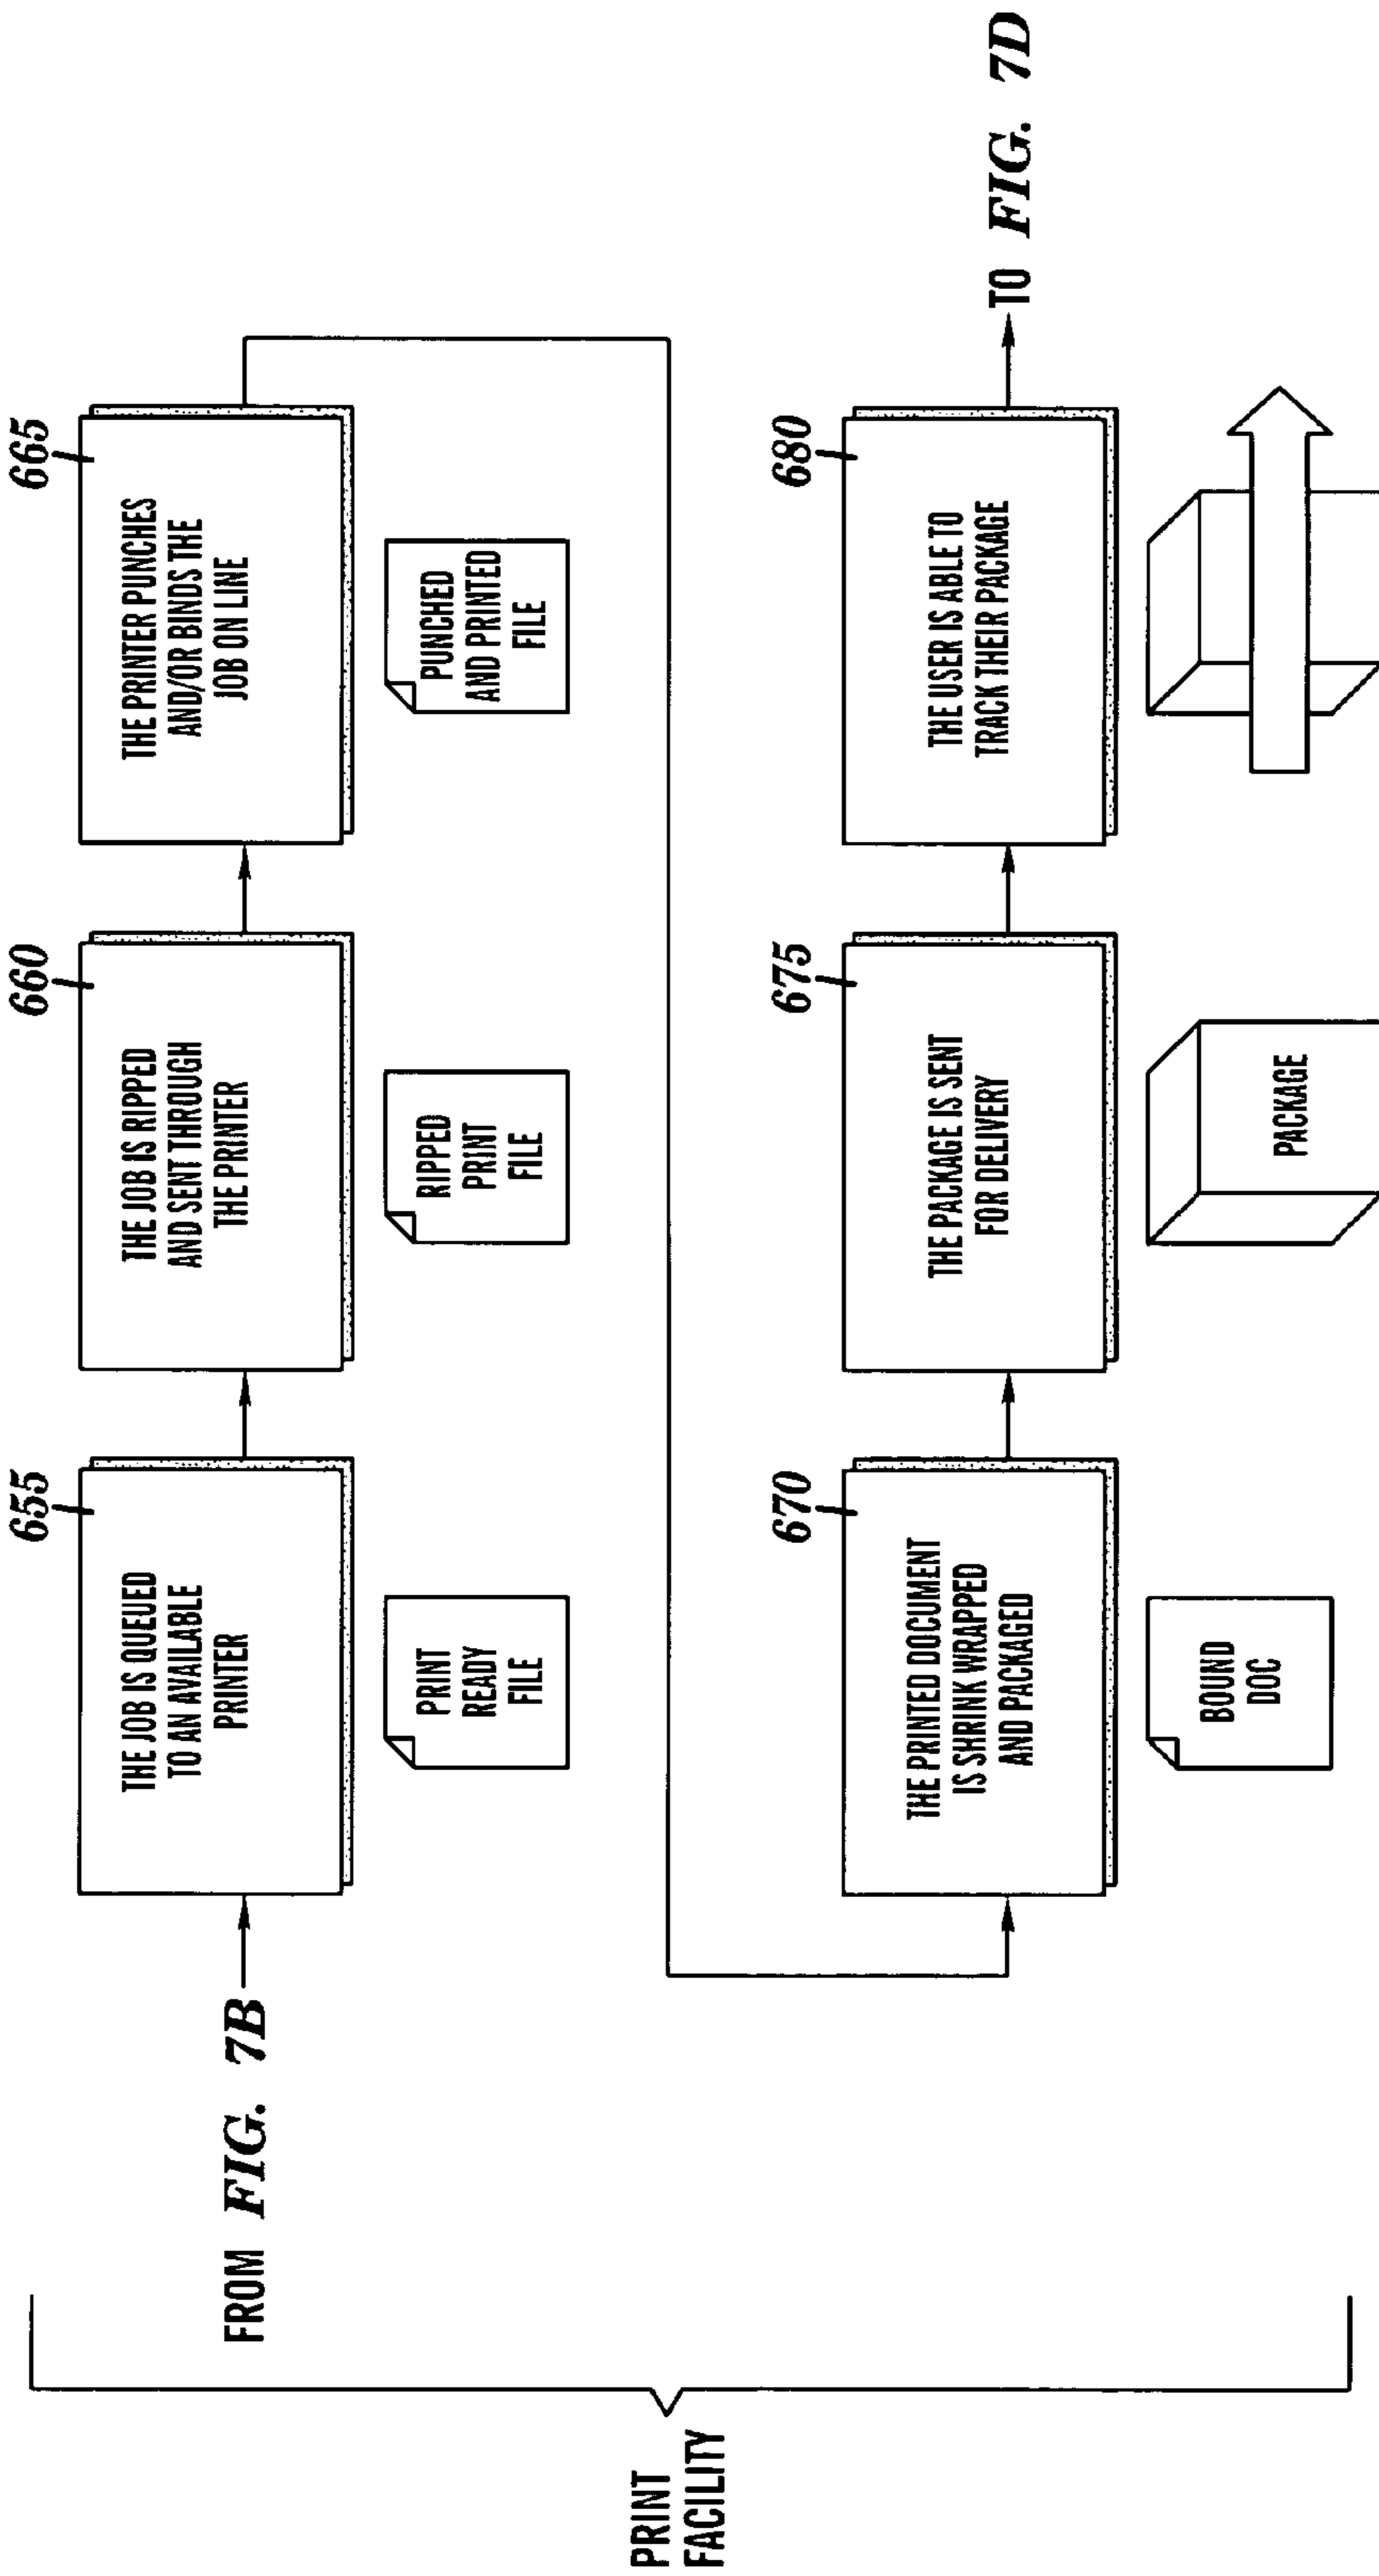 PRINT
FACILITY
FROM FIG. 7B
655
THE JOB IS QUEUED
TO AN AVAILABLE
PRINTER
PRINT
READY
FILE
660
THE JOB IS RIPPED
AND SENT THROUGH
THE PRINTER
RIPPED
PRINT
FILE
665
THE PRINTER PUNCHES
AND/OR BINDS THE
JOB ON LINE
PUNCHED
AND PRINTED
FILE
670
THE PRINTED DOCUMENT
IS SHRINK WRAPPED
AND PACKAGED
BOUND
DOC
675
THE PACKAGE IS SENT
FOR DELIVERY
PACKAGE
680
THE USER IS ABLE TO
TRACK THEIR PACKAGE
TO FIG. 7D